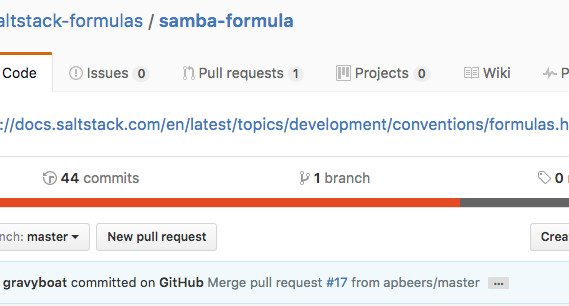 altstack-formulas / samba-formula
Code Issues 0 Pull requests 1 Projects 0 Wiki P
://docs.saltstack.com/en/latest/topics/development/conventions/formulas.h
44 commits 1 branch 0
nch: master New pull request Crea
gravyboat committed on GitHub Merge pull request #17 from apbeers/master ...